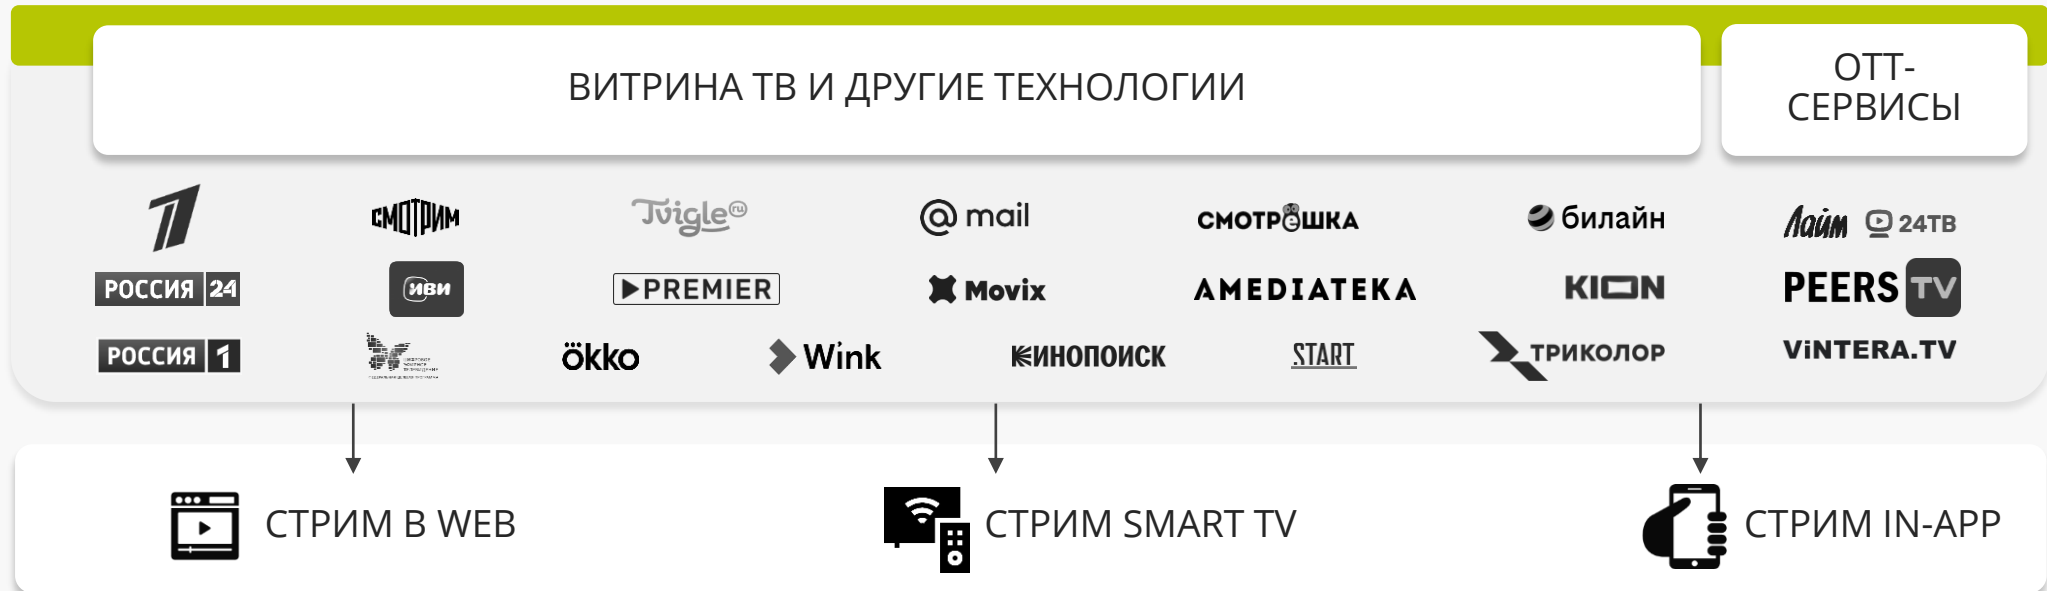 ВИТРИНА ТВ И ДРУГИЕ ТЕХНОЛОГИИ
ОТТ-
СЕРВИСЫ
СМОТРИМ
Tvigle ru
@ mail
СМОТРЁШКА
билайн
Лайм
24ТВ
РОССИЯ 24
иви
PREMIER
Movix
AMEDIATEKA
KION
PEERS TV
РОССИЯ 1
ökko
Wink
КИНОПОИСК
START
ТРИКОЛОР
ViNTERA.TV
СТРИМ В WEB
СТРИМ SMART TV
СТРИМ IN-APP